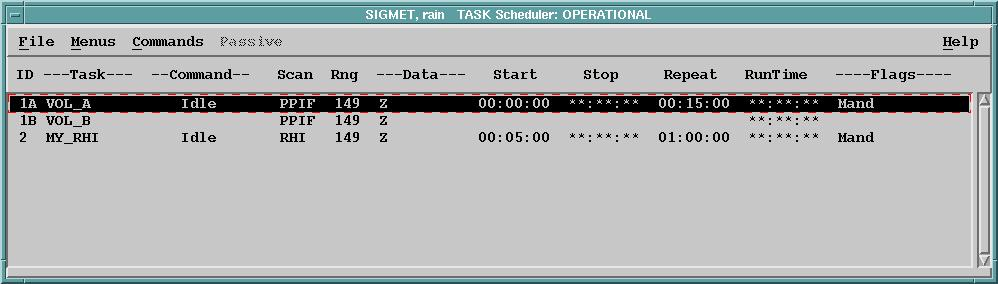 SIGMET, rain TASK Scheduler: OPERATIONAL
File Menus Commands Passive Help
ID ---Task--- --Command-- Scan Rng ---Data--- Start Stop Repeat RunTime ----Flags----
1A VOL_A Idle PPIF 149 Z 00:00:00 **:**:** 00:15:00 **:**:** Mand
1B VOL_B PPIF 149 Z **:**:**
2 MY_RHI Idle RHI 149 Z 00:05:00 **:**:** 01:00:00 **:**:** Mand